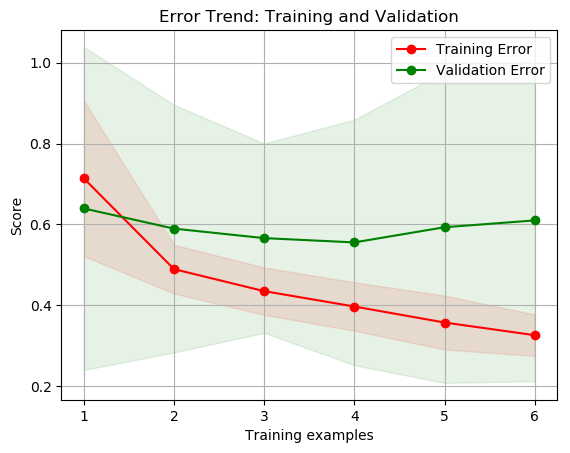 Error Trend: Training and Validation
Training Error
Validation Error
Score
1.0
0.8
0.6
0.4
0.2
1 2 3 4 5 6
Training examples